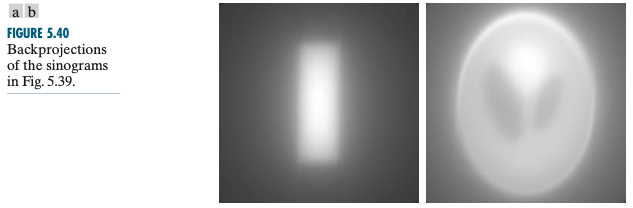 a b
FIGURE 5.40
Backprojections
of the sinograms
in Fig. 5.39.